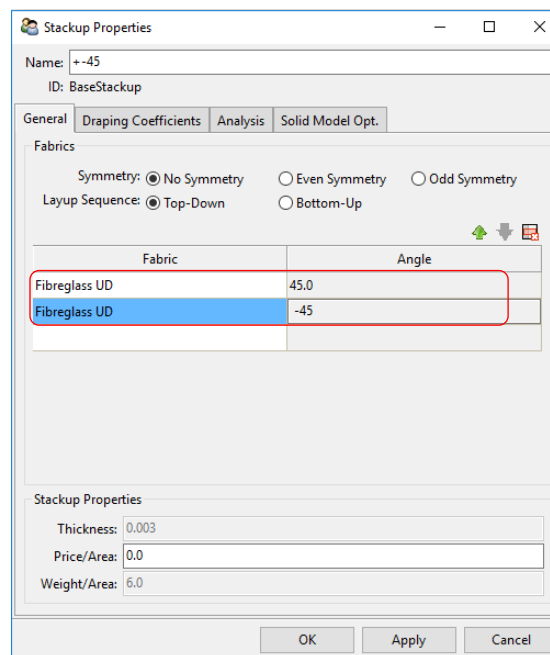 Stackup Properties
Name: +-45
ID: BaseStackup
General Draping Coefficients Analysis Solid Model Opt.
Fabrics
Symmetry: No Symmetry Even Symmetry Odd Symmetry
Layup Sequence: Top-Down Bottom-Up
Fabric Angle
Fibreglass UD 45.0
Fibreglass UD -45
Stackup Properties
Thickness: 0.003
Price/Area: 0.0
Weight/Area: 6.0
OK Apply Cancel